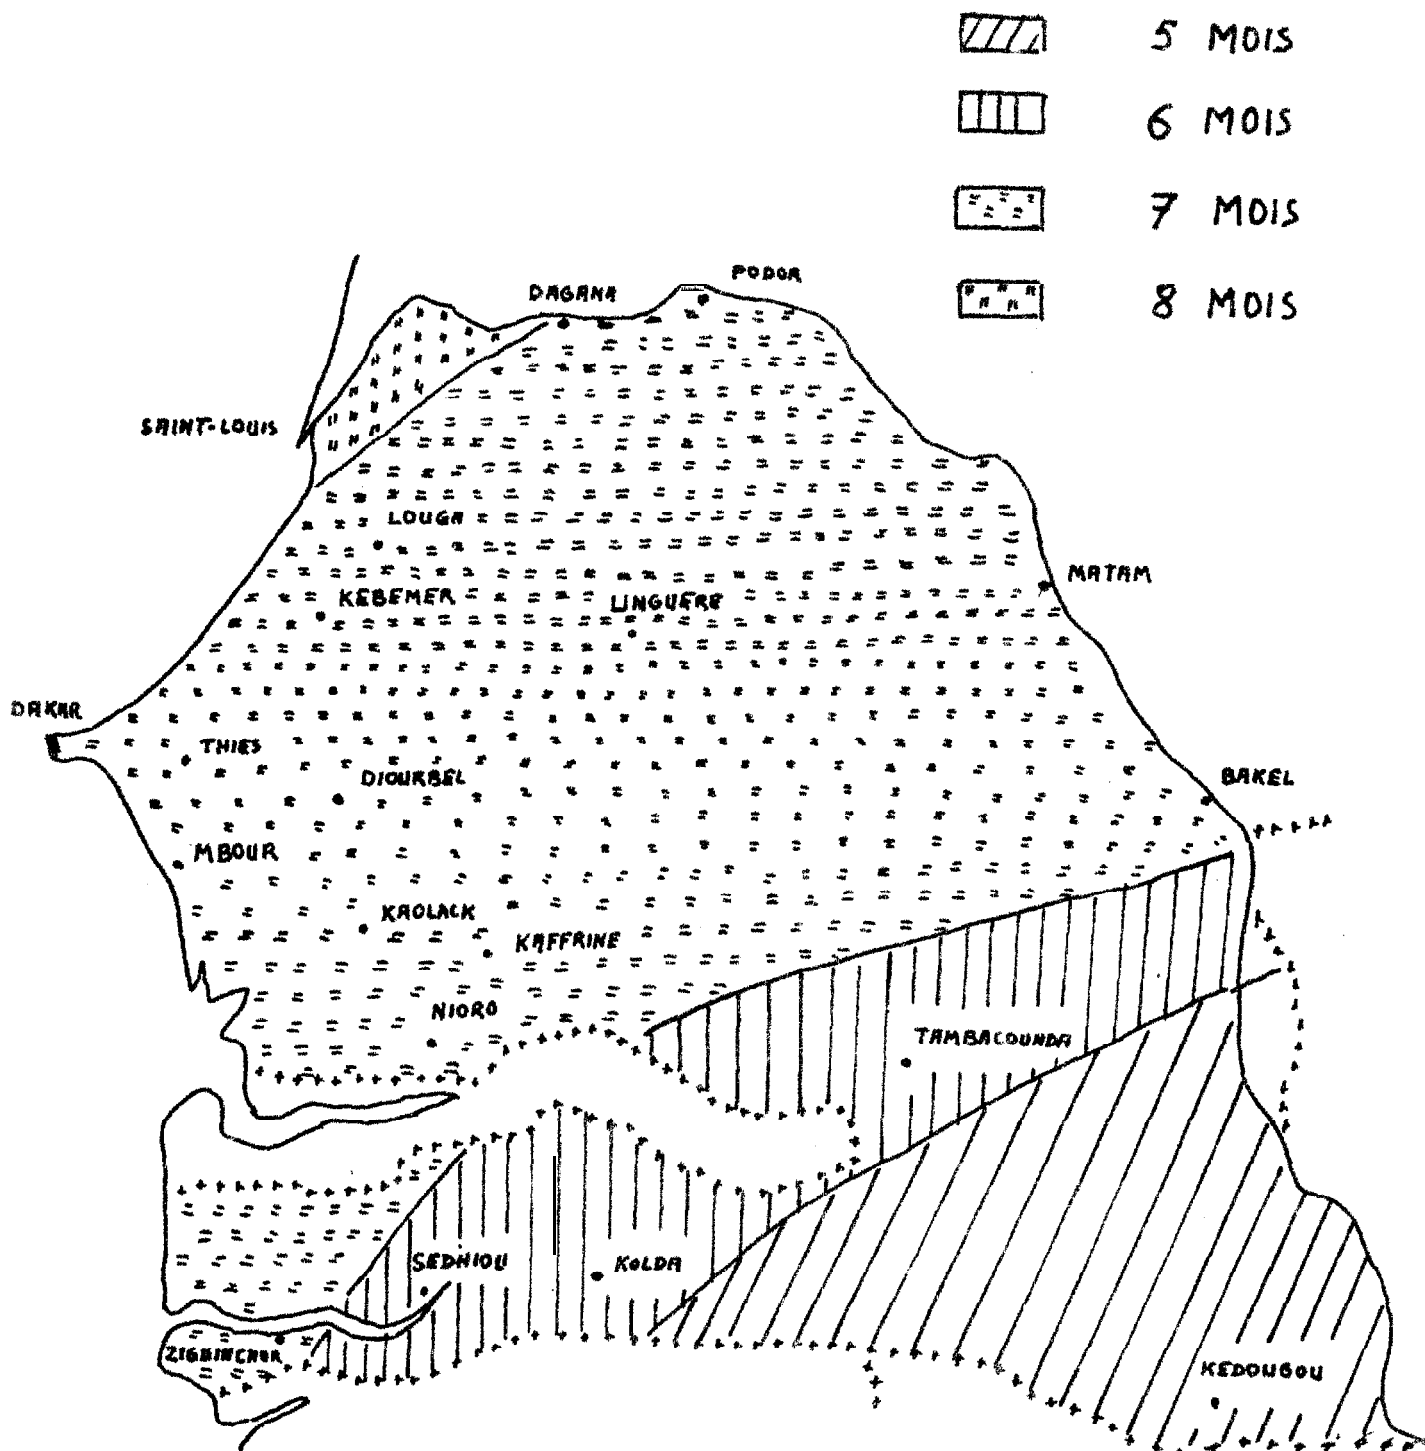 5 MOIS
6 MOIS
7 MOIS
8 MOIS
PODOR
DAGANA
SAINT-LOUIS
LOUGA
MATAM
KEBEMER
LINGUERE
DAKAR
THIES
DIOURBEL
BAKEL
MBOUR
KAOLACK
KAFFRINE
NIORO
TAMBACOUNDA
SEDHIOU
KOLDA
ZIGHINCHOR
KEDOUGOU